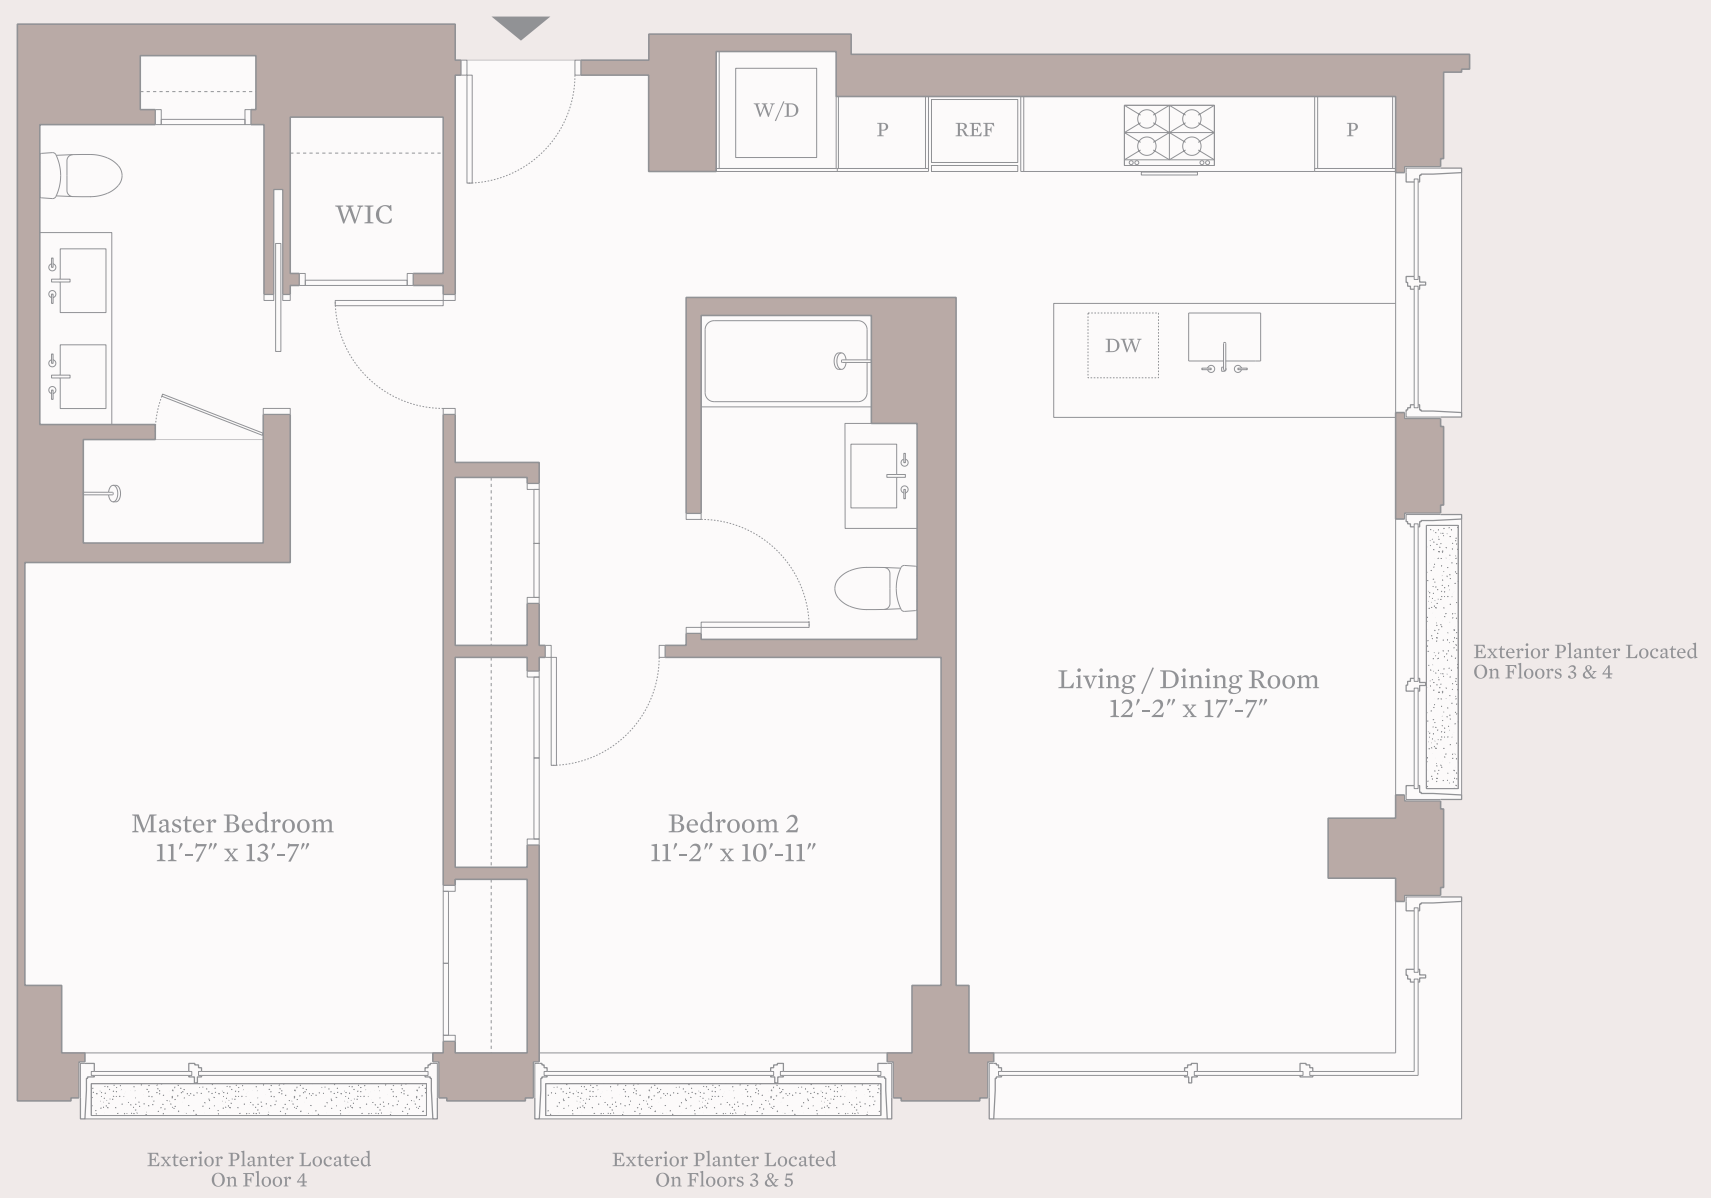 W/D
P
REF
P
WIC
DW
Exterior Planter Located
On Floors 3 & 4
Living / Dining Room
12′-2″ x 17′-7″
Master Bedroom
11′-7″ x 13′-7″
Bedroom 2
11′-2″ x 10′-11″
Exterior Planter Located
On Floor 4
Exterior Planter Located
On Floors 3 & 5